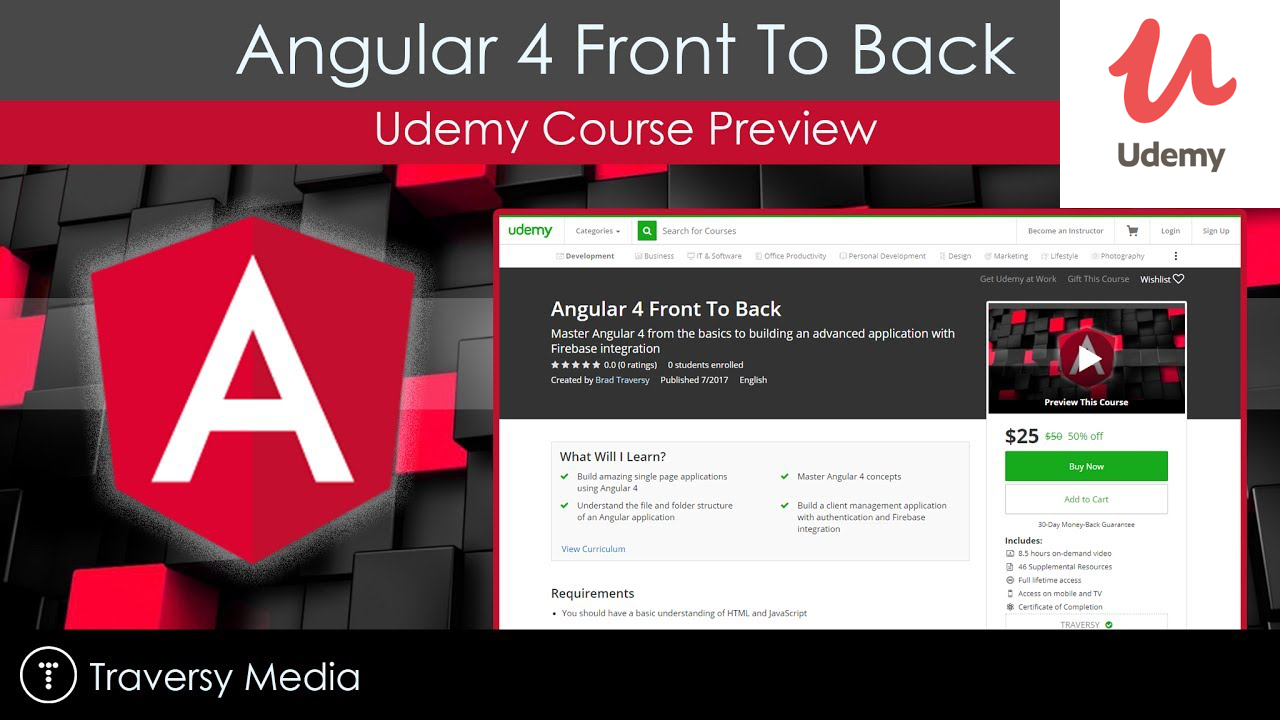 Angular 4 Front To Back
Udemy Course Preview
Udemy
udemy Categories Search for Courses Become an Instructor Login Sign Up
Development Business IT & Software Office Productivity Personal Development Design Marketing Lifestyle Photography
Get Udemy at Work Gift This Course Wishlist
Angular 4 Front To Back
Master Angular 4 from the basics to building an advanced application with
Firebase integration
0.0 (0 ratings) 0 students enrolled
Created by Brad Traversy Published 7/2017 English
Preview This Course
$25 $50 50% off
Buy Now
Add to Cart
30-Day Money-Back Guarantee
Includes:
8.5 hours on-demand video
46 Supplemental Resources
Full lifetime access
Access on mobile and TV
Certificate of Completion
TRAVERSY
What Will I Learn?
Build amazing single page applications
using Angular 4
Understand the file and folder structure
of an Angular application
Master Angular 4 concepts
Build a client management application
with authentication and Firebase
integration
View Curriculum
Requirements
• You should have a basic understanding of HTML and JavaScript
Traversy Media